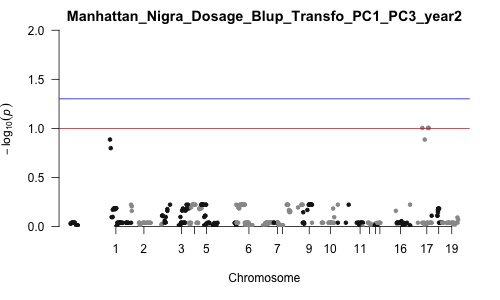 Manhattan_Nigra_Dosage_Blup_Transfo_PC1_PC3_year2
2.0
1.5
1.0
0.5
0.0
− log10(p)
1 2 3 5 6 7 9 10 11 16 17 19
Chromosome